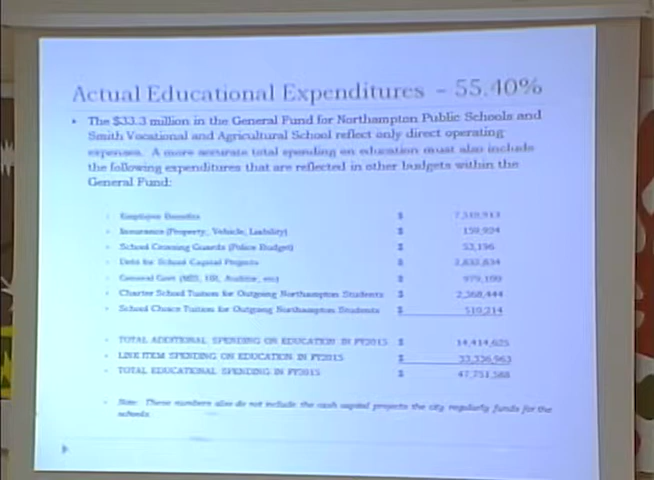 Actual Educational Expenditures - 55.40%
• The $33.3 million in the General Fund for Northampton Public Schools and
Smith Vocational and Agricultural School reflect only direct operating
expenses. A more accurate total spending on education must also include
the following expenditures that are reflected in other budgets within the
General Fund:
Employee Benefits $
Insurance (Property, Vehicle, Liability) $
School Crossing Guards (Police Budget) $ 53,196
Debt for School Capital Projects $
General Govt (MIS, HR, Auditor, etc) $
Charter School Tuition for Outgoing Northampton Students $ 2,368,444
School Choice Tuition for Outgoing Northampton Students $ 510,214
TOTAL ADDITIONAL SPENDING ON EDUCATION IN FY2015 $ 14,414,625
LINE ITEM SPENDING ON EDUCATION IN FY2015 $ 33,336,963
TOTAL EDUCATIONAL SPENDING IN FY2015 $ 47,751,588
Note: These numbers also do not include the cash capital projects the city regularly funds for the
schools